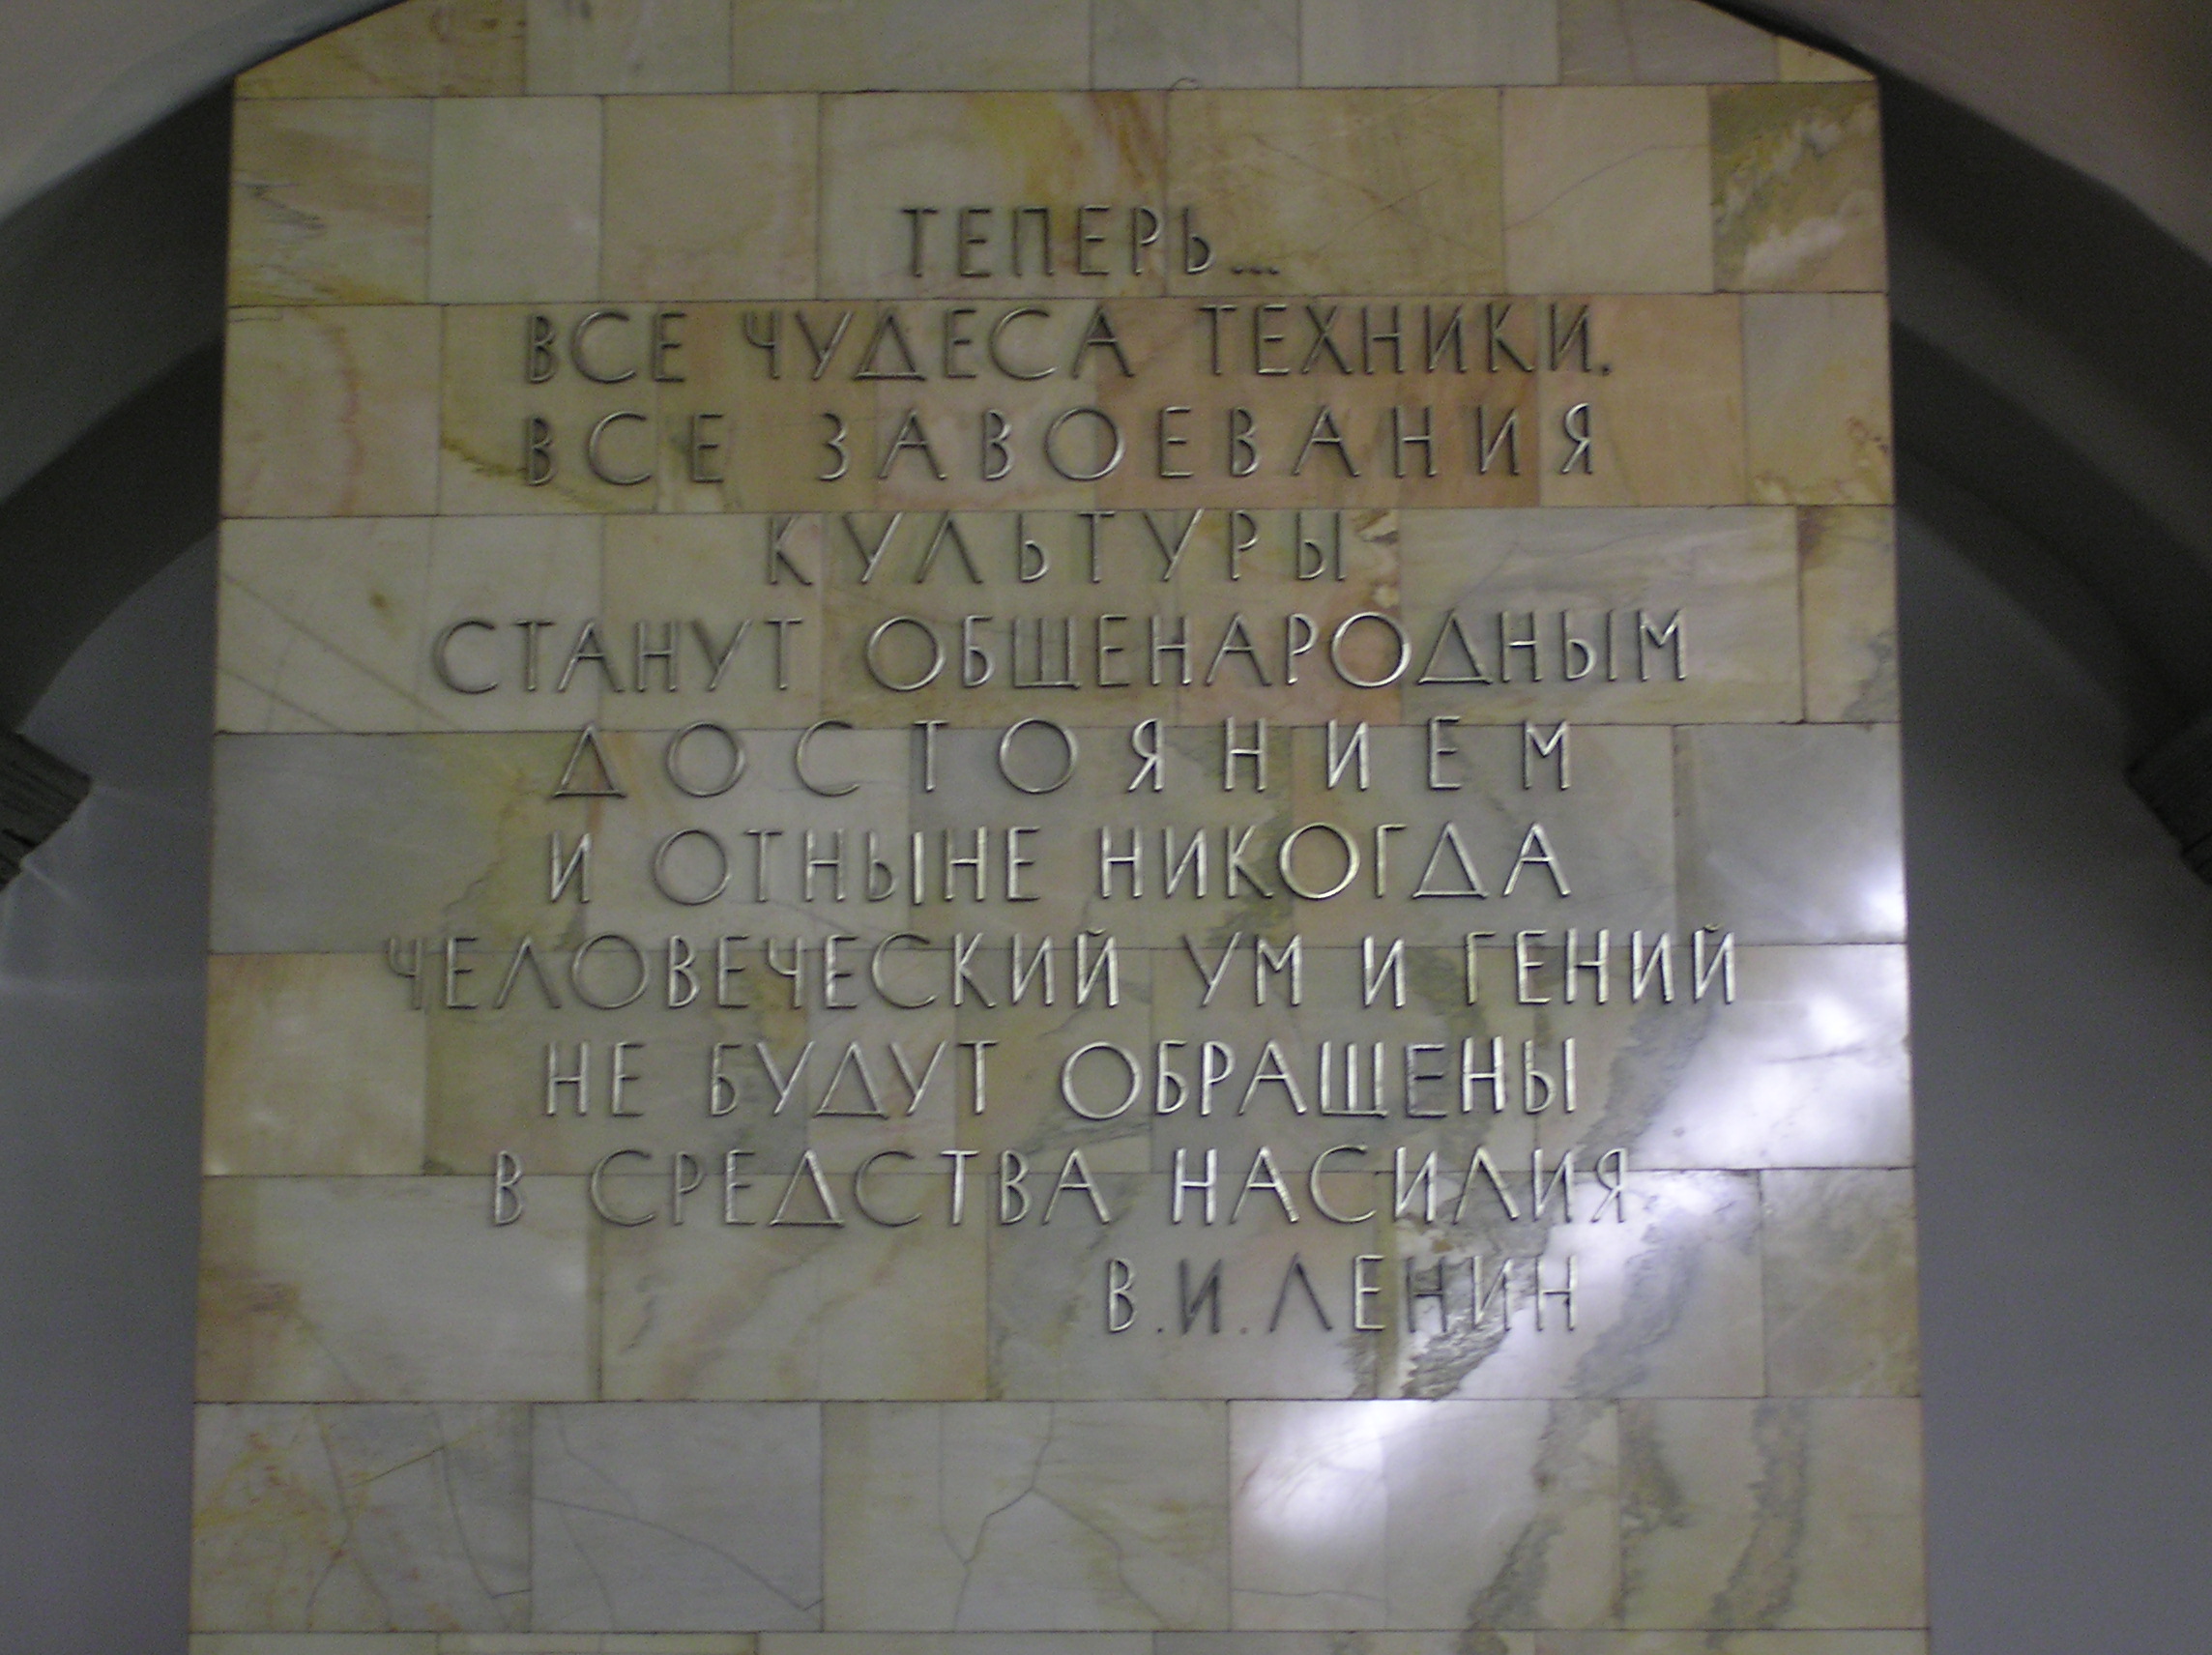 ТЕПЕРЬ...
ВСЕ ЧУДЕСА ТЕХНИКИ.
ВСЕ ЗАВОЕВАНИЯ
КУЛЬТУРЫ
СТАНУТ ОБЩЕНАРОДНЫМ
ДОСТОЯНИЕМ
И ОТНЫНЕ НИКОГДА
ЧЕЛОВЕЧЕСКИЙ УМ И ГЕНИЙ
НЕ БУДУТ ОБРАЩЕНЫ
В СРЕДСТВА НАСИЛИЯ
В.И.ЛЕНИН